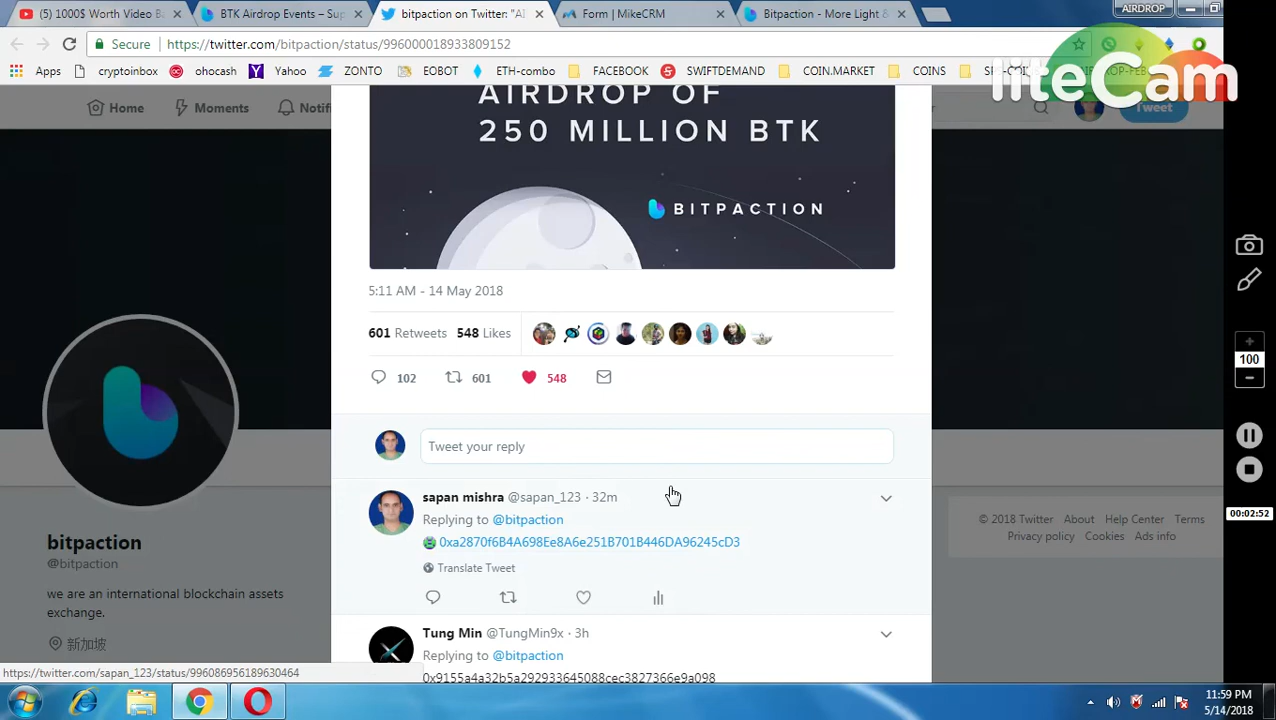 (5) 1000$ Worth Video B
BTK Airdrop Events – Sup
bitpaction on Twitter: "AI
Form | MikeCRM
Bitpaction - More Light &
AIRDROP
Secure
https://twitter.com/bitpaction/status/996000018933809152
Apps
cryptoinbox
ohocash
Yahoo
ZONTO
EOBOT
ETH-combo
FACEBOOK
SWIFTDEMAND
COIN.MARKET
COINS
liteCam
Home
Moments
Notifi
Tweet
AIRDROP OF
250 MILLION BTK
BITPACTION
5:11 AM - 14 May 2018
601 Retweets 548 Likes
102
601
548
Tweet your reply
sapan mishra @sapan_123 · 32m
Replying to @bitpaction
0xa2870f6B4A698Ee8A6e251B701B446DA96245cD3
Translate Tweet
Tung Min @TungMin9x · 3h
Replying to @bitpaction
0x9155a4a32b5a292933645088cec3827366e9a098
bitpaction
@bitpaction
we are an international blockchain assets
exchange.
新加坡
© 2018 Twitter About Help Center Terms
Privacy policy Cookies Ads info
100
00:02:52
https://twitter.com/sapan_123/status/996086956189630464
11:59 PM
5/14/2018